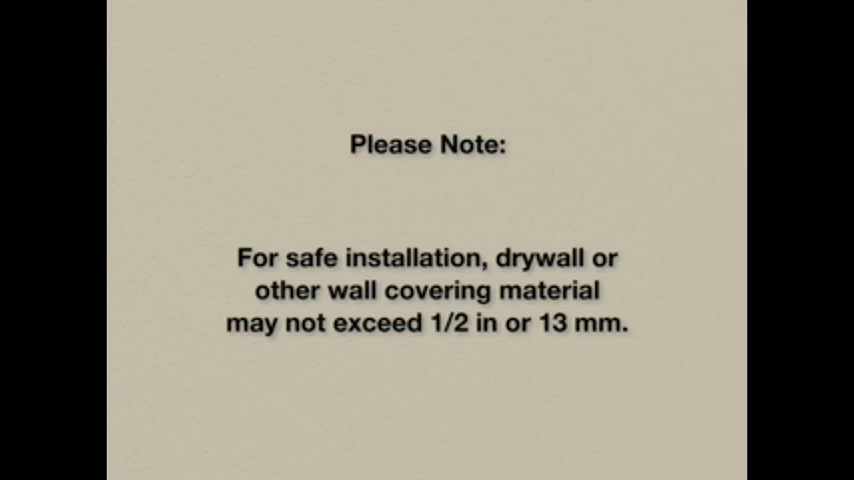 Please Note:
For safe installation, drywall or
other wall covering material
may not exceed 1/2 in or 13 mm.